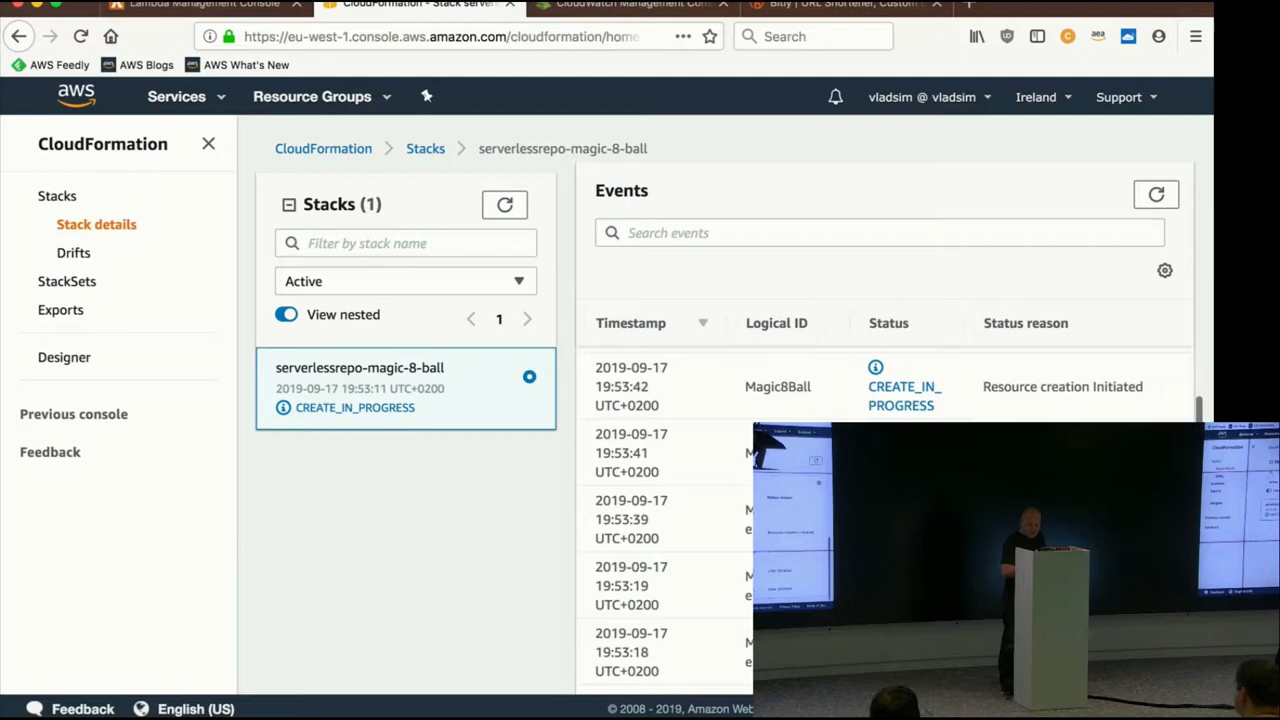 Lambda Management Console
CloudFormation - Stack server
CloudWatch Management Con
Bitly | URL Shortener, Custom
https://eu-west-1.console.aws.amazon.com/cloudformation/home
Search
AWS Feedly
AWS Blogs
AWS What's New
aws
Services
Resource Groups
vladsim @ vladsim
Ireland
Support
CloudFormation
Stacks
Stack details
Drifts
StackSets
Exports
Designer
Previous console
Feedback
CloudFormation
Stacks
serverlessrepo-magic-8-ball
Stacks (1)
Filter by stack name
Active
View nested
1
serverlessrepo-magic-8-ball
2019-09-17 19:53:11 UTC+0200
CREATE_IN_PROGRESS
Events
Search events
Timestamp
Logical ID
Status
Status reason
2019-09-17
19:53:42
UTC+0200
Magic8Ball
CREATE_IN_
PROGRESS
Resource creation Initiated
2019-09-17
19:53:41
UTC+0200
2019-09-17
19:53:39
UTC+0200
2019-09-17
19:53:19
UTC+0200
2019-09-17
19:53:18
UTC+0200
Feedback
English (US)
© 2008 - 2019, Amazon Web